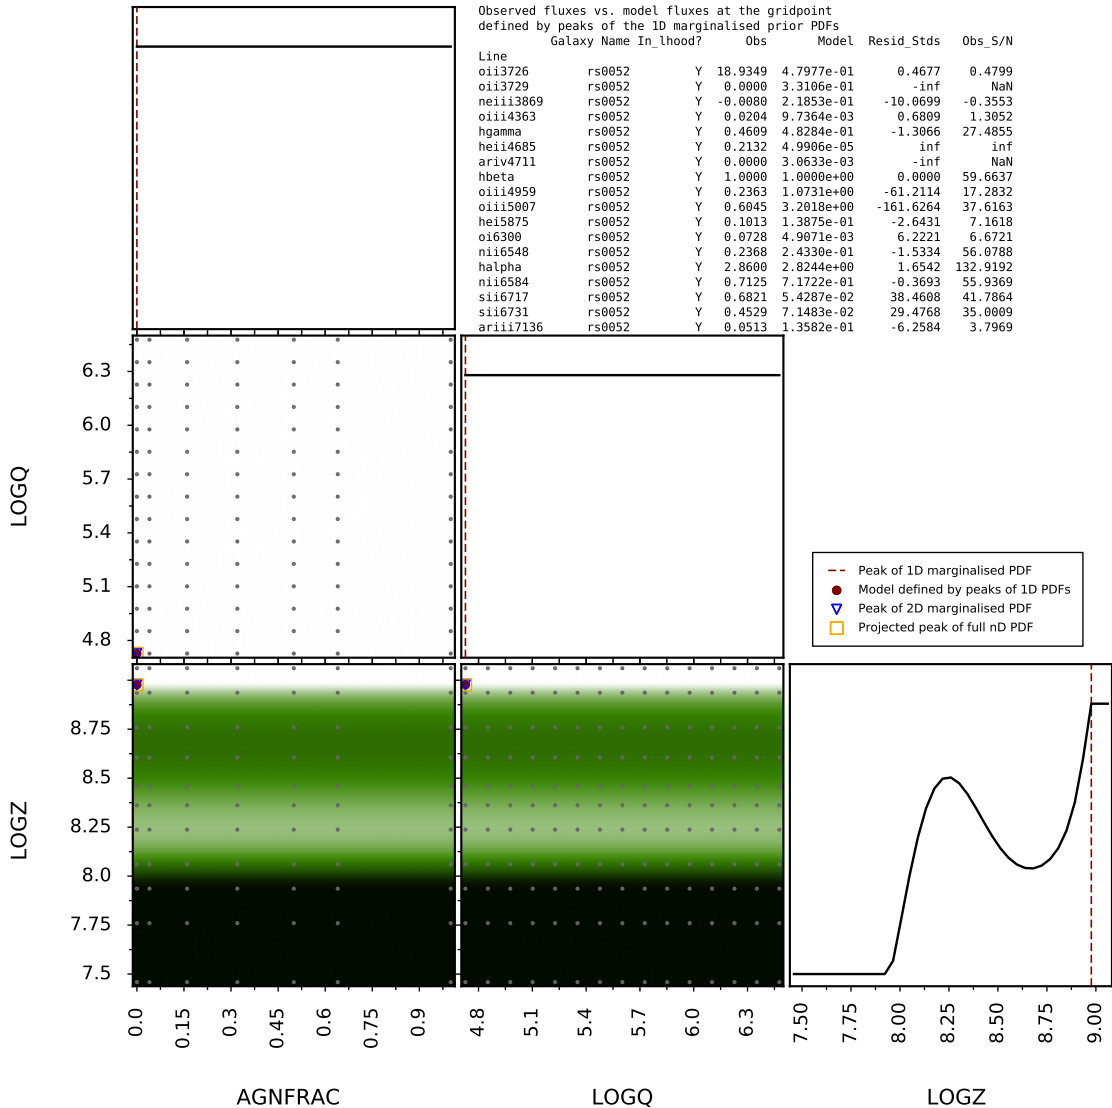 Observed fluxes vs. model fluxes at the gridpoint
defined by peaks of the 1D marginalised prior PDFs
Galaxy Name In_lhood? Obs Model Resid_Stds Obs_S/N
Line
oii3726 rs0052 Y 18.9349 4.7977e-01 0.4677 0.4799
oii3729 rs0052 Y 0.0000 3.3106e-01 -inf NaN
neiii3869 rs0052 Y -0.0080 2.1853e-01 -10.0699 -0.3553
oiii4363 rs0052 Y 0.0204 9.7364e-03 0.6809 1.3052
hgamma rs0052 Y 0.4609 4.8284e-01 -1.3066 27.4855
heii4685 rs0052 Y 0.2132 4.9906e-05 inf inf
ariv4711 rs0052 Y 0.0000 3.0633e-03 -inf NaN
hbeta rs0052 Y 1.0000 1.0000e+00 0.0000 59.6637
oiii4959 rs0052 Y 0.2363 1.0731e+00 -61.2114 17.2832
oiii5007 rs0052 Y 0.6045 3.2018e+00 -161.6264 37.6163
hei5875 rs0052 Y 0.1013 1.3875e-01 -2.6431 7.1618
oi6300 rs0052 Y 0.0728 4.9071e-03 6.2221 6.6721
nii6548 rs0052 Y 0.2368 2.4330e-01 -1.5334 56.0788
halpha rs0052 Y 2.8600 2.8244e+00 1.6542 132.9192
nii6584 rs0052 Y 0.7125 7.1722e-01 -0.3693 55.9369
sii6717 rs0052 Y 0.6821 5.4287e-02 38.4608 41.7864
sii6731 rs0052 Y 0.4529 7.1483e-02 29.4768 35.0009
ariii7136 rs0052 Y 0.0513 1.3582e-01 -6.2584 3.7969
LOGQ
6.3
6.0
5.7
5.4
5.1
4.8
Peak of 1D marginalised PDF
Model defined by peaks of 1D PDFs
Peak of 2D marginalised PDF
Projected peak of full nD PDF
LOGZ
8.75
8.5
8.25
8.0
7.75
7.5
0.0 0.15 0.3 0.45 0.6 0.75 0.9
4.8 5.1 5.4 5.7 6.0 6.3
7.50 7.75 8.00 8.25 8.50 8.75 9.00
AGNFRAC LOGQ LOGZ